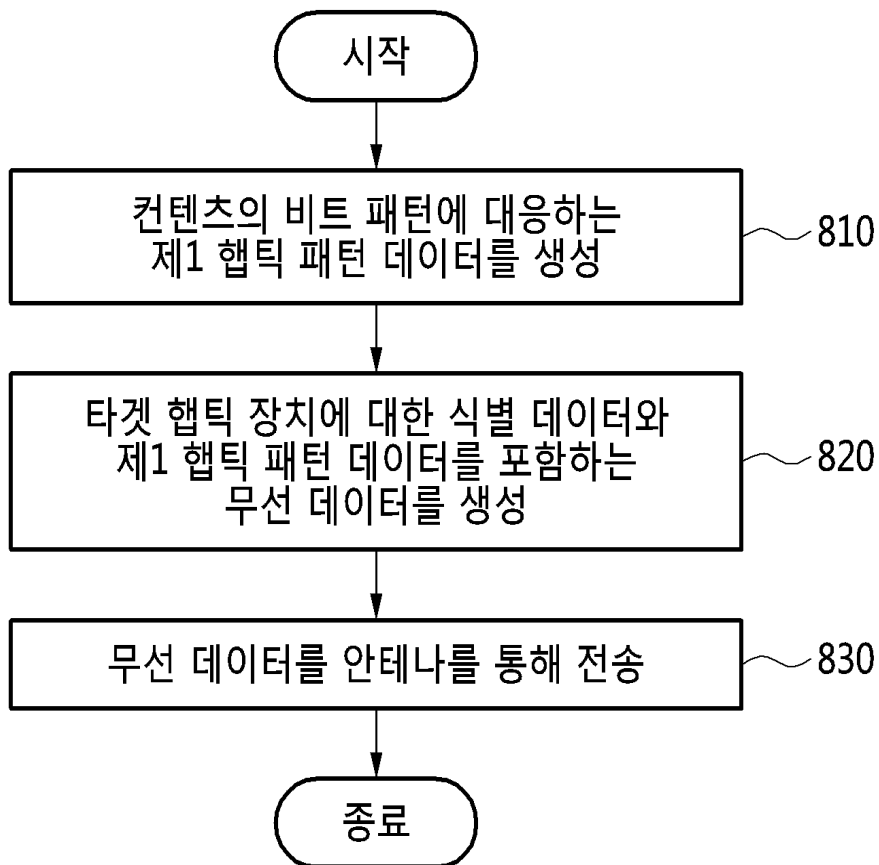 시작
컨텐츠의 비트 패턴에 대응하는
제1 햅틱 패턴 데이터를 생성
810
타겟 햅틱 장치에 대한 식별 데이터와
제1 햅틱 패턴 데이터를 포함하는
무선 데이터를 생성
820
무선 데이터를 안테나를 통해 전송
830
종료